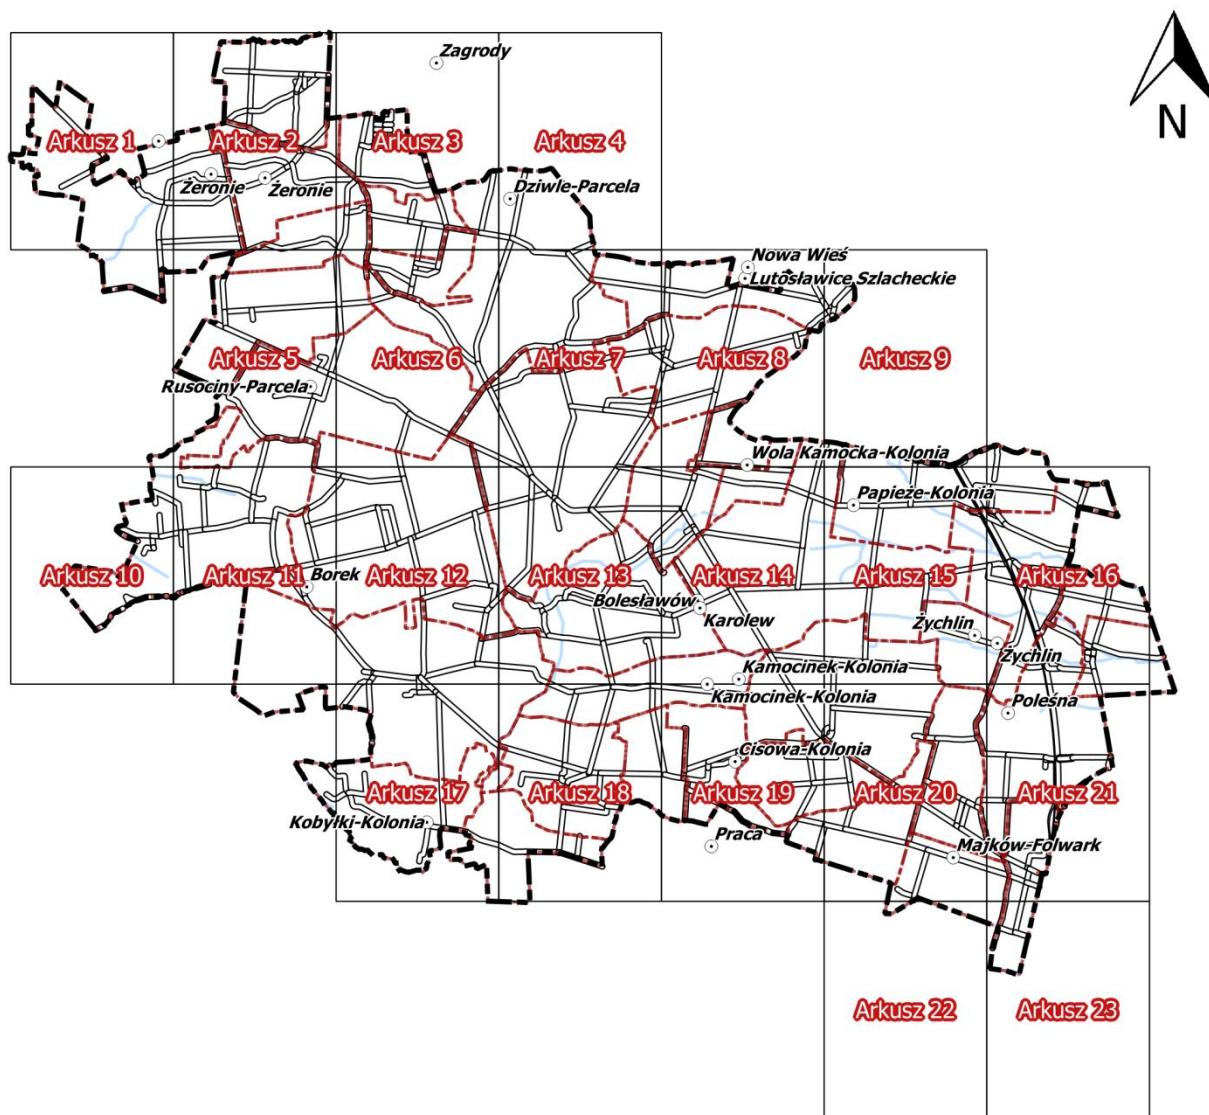 Zagrody
N
Arkusz 1
Arkusz 2
Arkusz 3
Arkusz 4
Żeronie
Żeronie
Dziwle-Parcela
Nowa Wieś
Lutosławice Szlacheckie
Arkusz 5
Arkusz 6
Arkusz 7
Arkusz 8
Arkusz 9
Rusociny-Parcela
Wola Kamocka-Kolonia
Papieże-Kolonia
Arkusz 10
Arkusz 11
Borek
Arkusz 12
Arkusz 13
Arkusz 14
Arkusz 15
Arkusz 16
Bolesławów
Karolew
Żychlin
Żychlin
Kamocinek-Kolonia
Kamocinek-Kolonia
Poleśna
Cisowa-Kolonia
Arkusz 17
Arkusz 18
Arkusz 19
Arkusz 20
Arkusz 21
Kobyłki-Kolonia
Praca
Majków-Folwark
Arkusz 22
Arkusz 23